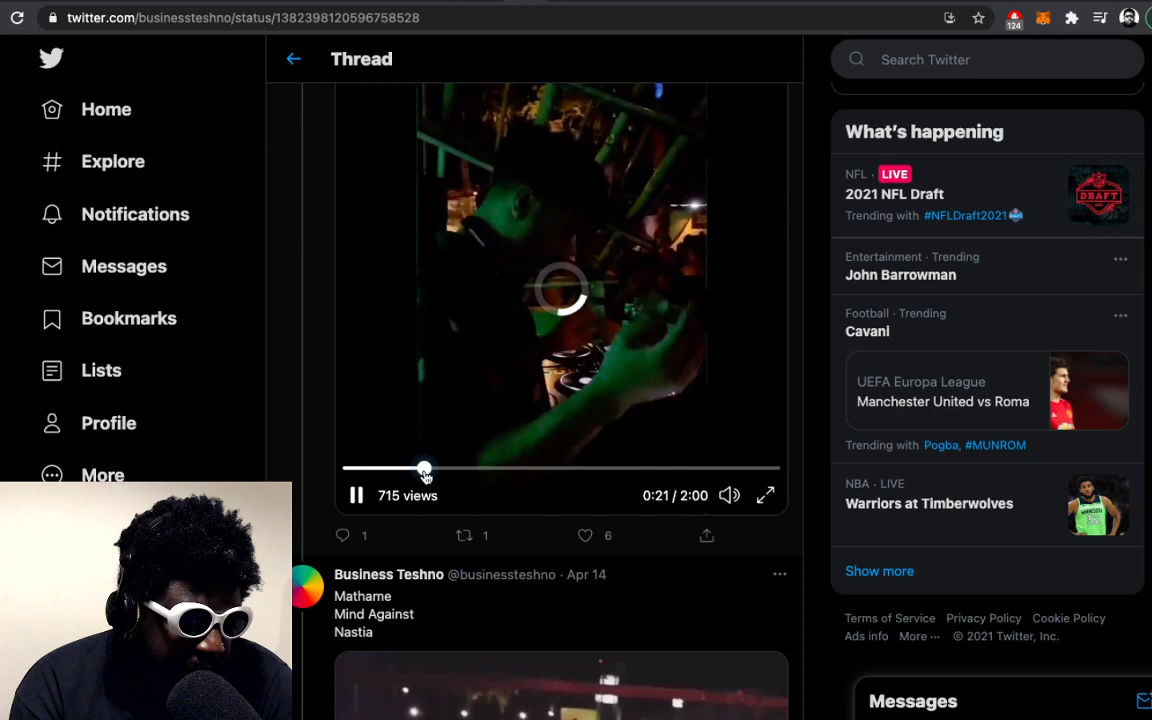 twitter.com/businessteshno/status/1382398120596758528
124
Home
Explore
Notifications
Messages
Bookmarks
Lists
Profile
More
Thread
715 views
0:21 / 2:00
1
1
6
Business Teshno @businessteshno · Apr 14
Mathame
Mind Against
Nastia
Search Twitter
What's happening
NFL · LIVE
2021 NFL Draft
Trending with #NFLDraft2021
DRAFT
Entertainment · Trending
John Barrowman
Football · Trending
Cavani
UEFA Europa League
Manchester United vs Roma
Trending with Pogba, #MUNROM
NBA · LIVE
Warriors at Timberwolves
Show more
Terms of Service Privacy Policy Cookie Policy
Ads info More ··· © 2021 Twitter, Inc.
Messages